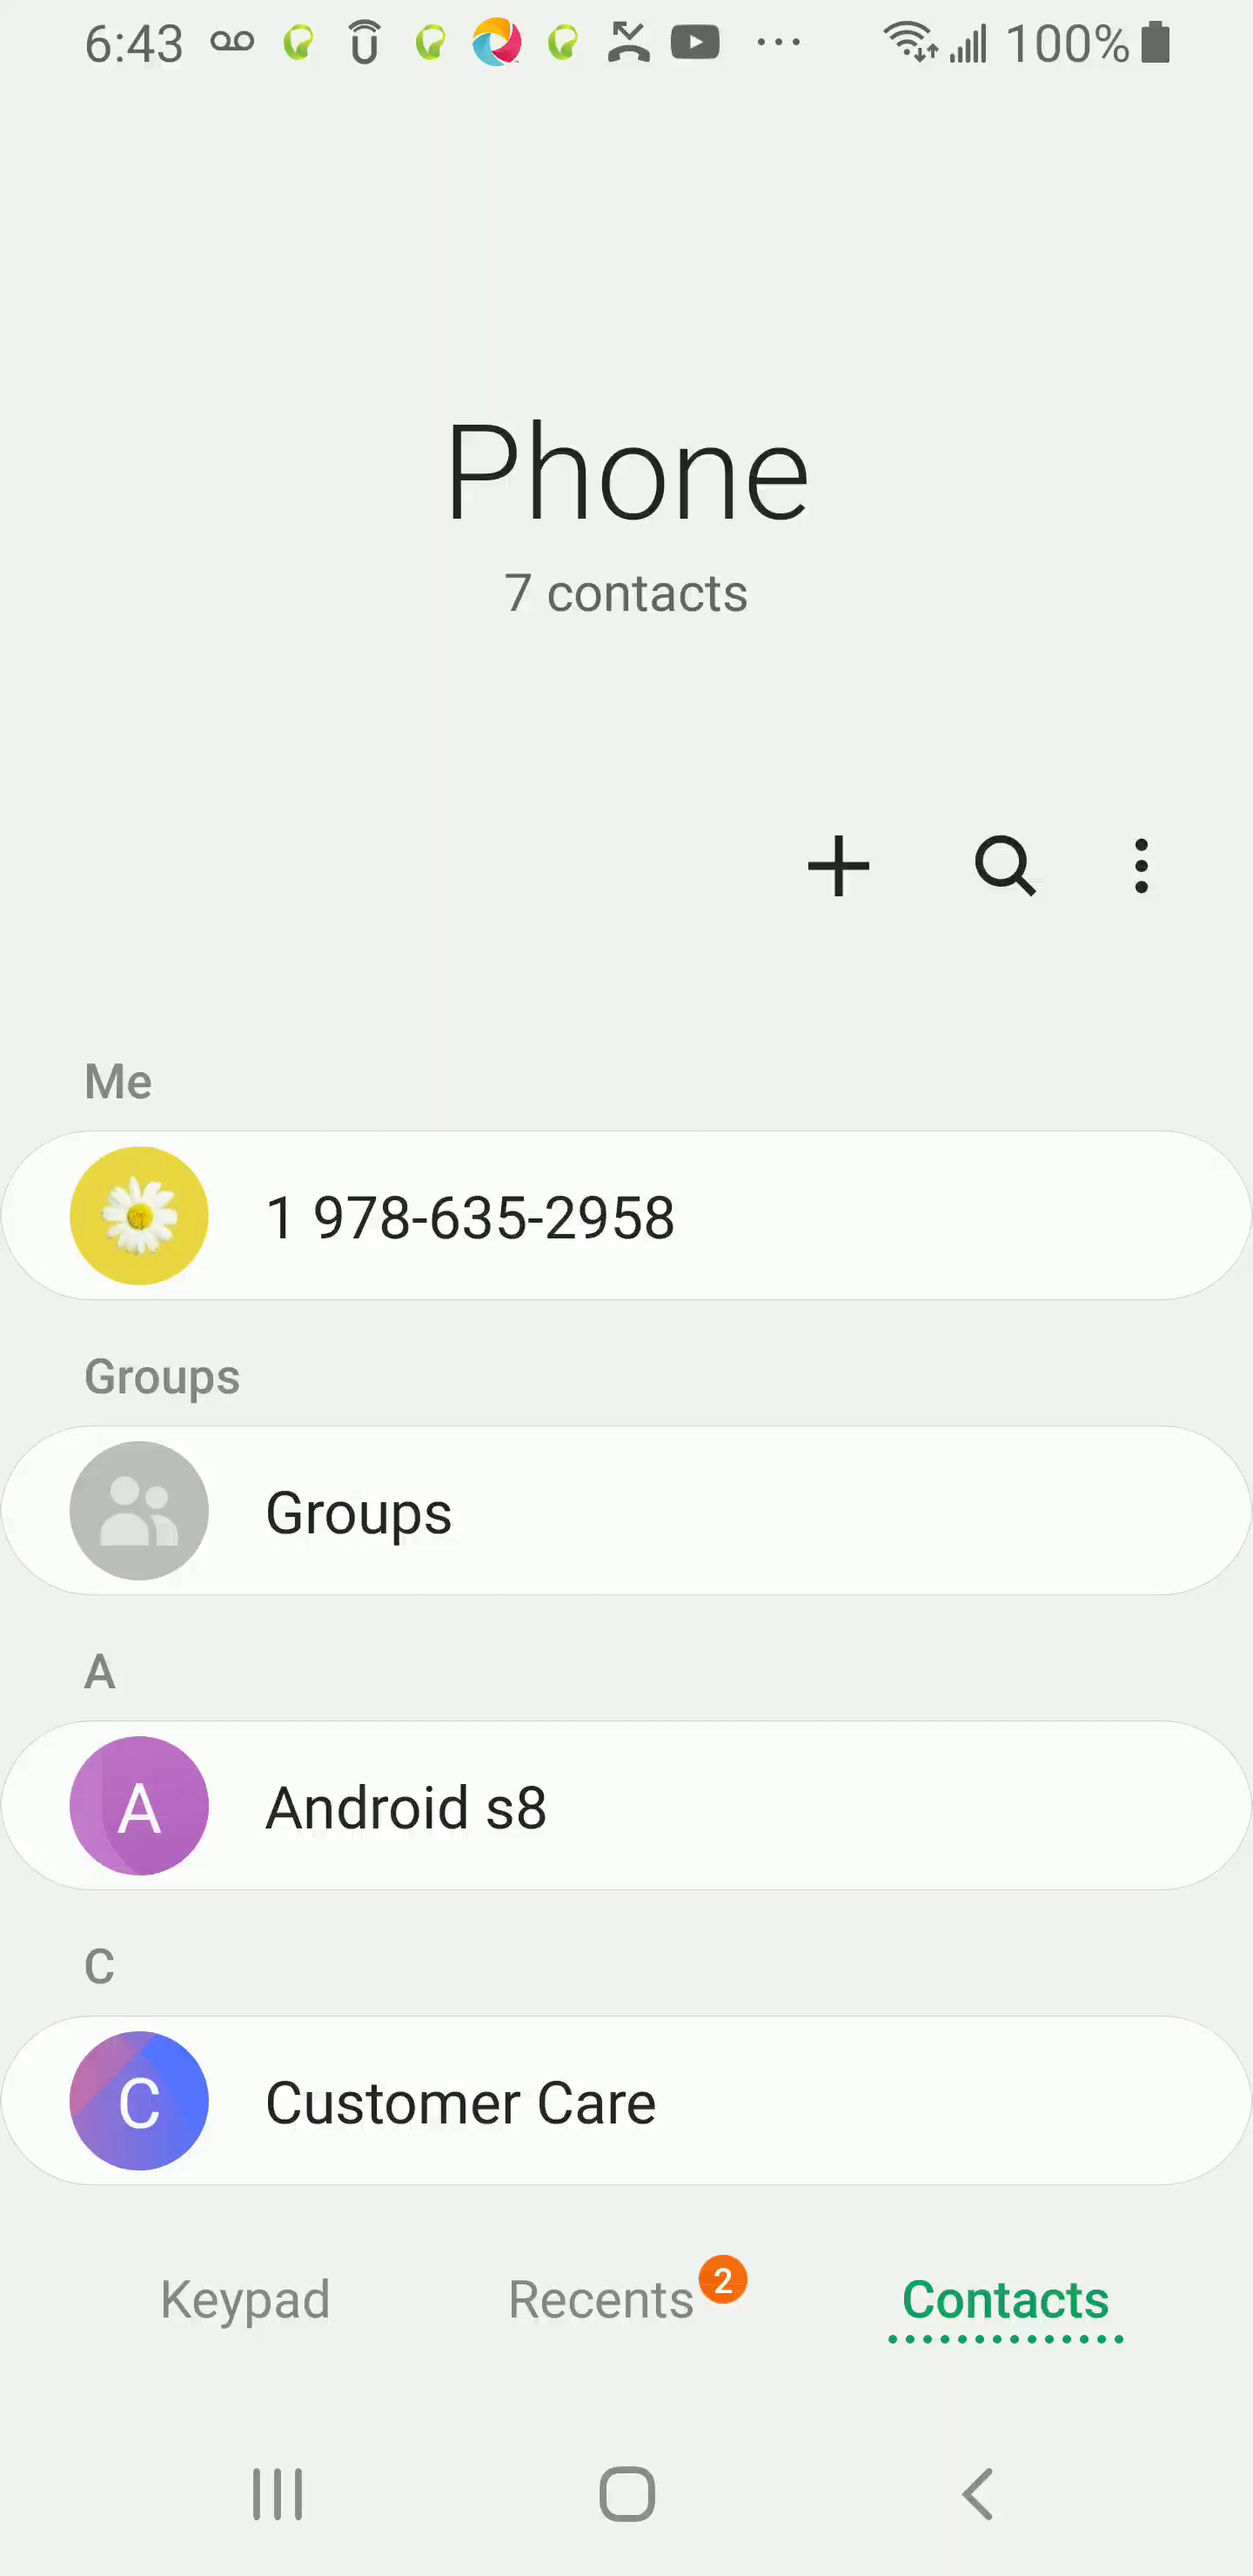 6:43
100%
Phone
7 contacts
Me
1 978-635-2958
Groups
Groups
A
A
Android s8
C
C
Customer Care
Keypad
Recents
2
Contacts